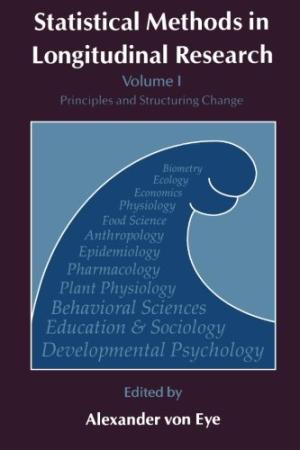 Statistical Methods in
Longitudinal Research
Volume I
Principles and Structuring Change
Biometry
Ecology
Economics
Physiology
Food Science
Anthropology
Epidemiology
Pharmacology
Plant Physiology
Behavioral Sciences
Education & Sociology
Developmental Psychology
Edited by
Alexander von Eye